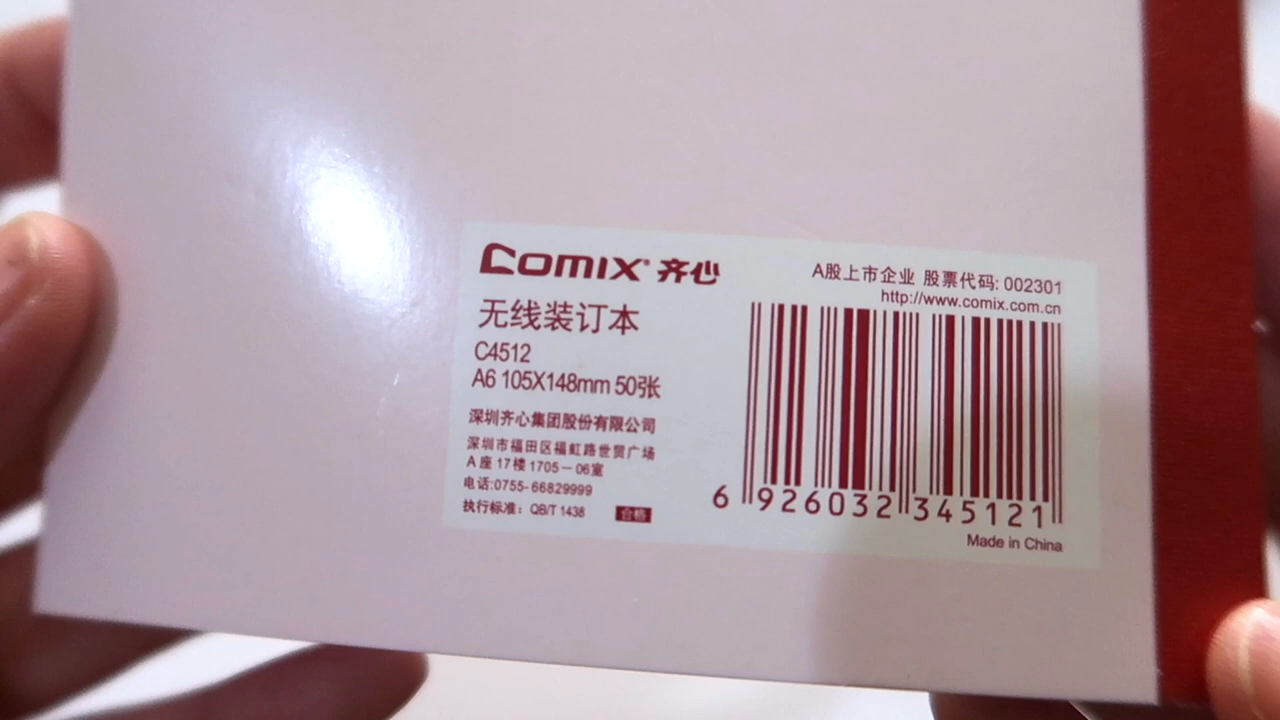 COMIX® 齐心
无线装订本
C4512
A6 105X148mm 50张
深圳齐心集团股份有限公司
深圳市福田区福虹路世贸广场
A座17楼1705－06室
电话:0755-66829999
执行标准：QB/T 1438 合格
A股上市企业 股票代码: 002301
http://www.comix.com.cn
6 926032 345121
Made in China